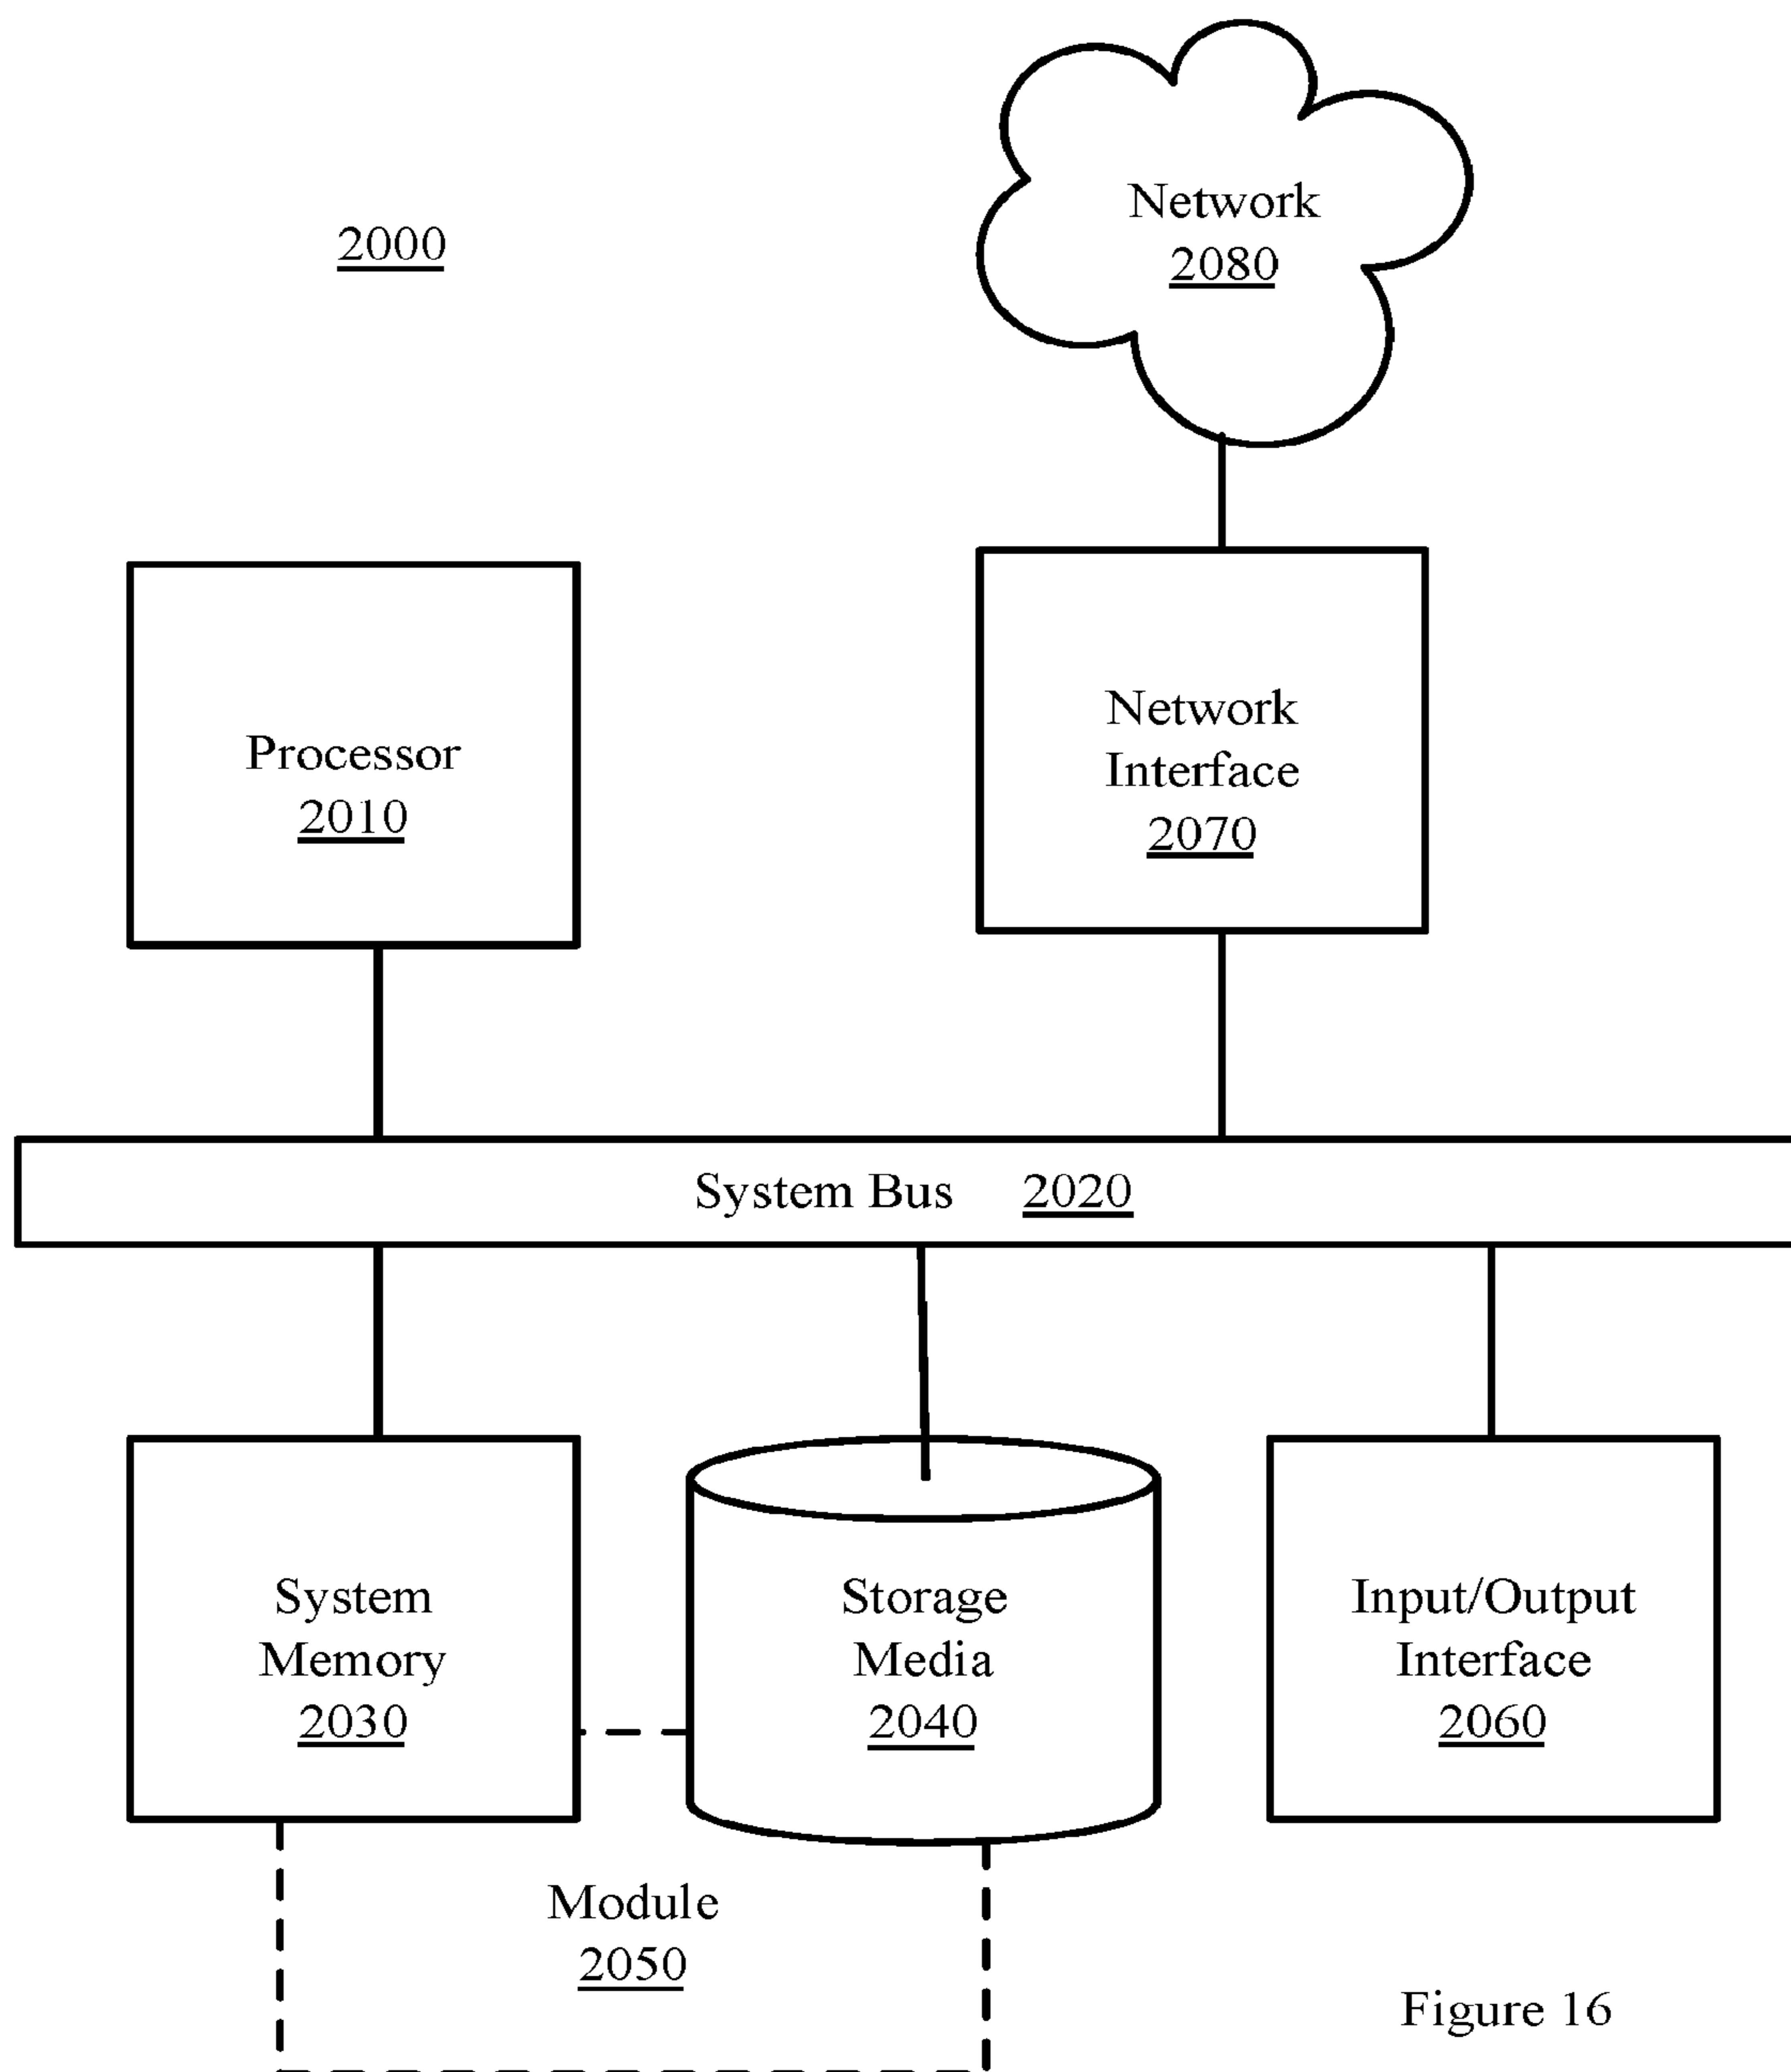 Network
2080
2000
Processor
2010
Network
Interface
2070
System Bus 2020
System
Memory
2030
Storage
Media
2040
Input/Output
Interface
2060
Module
2050
Figure 16